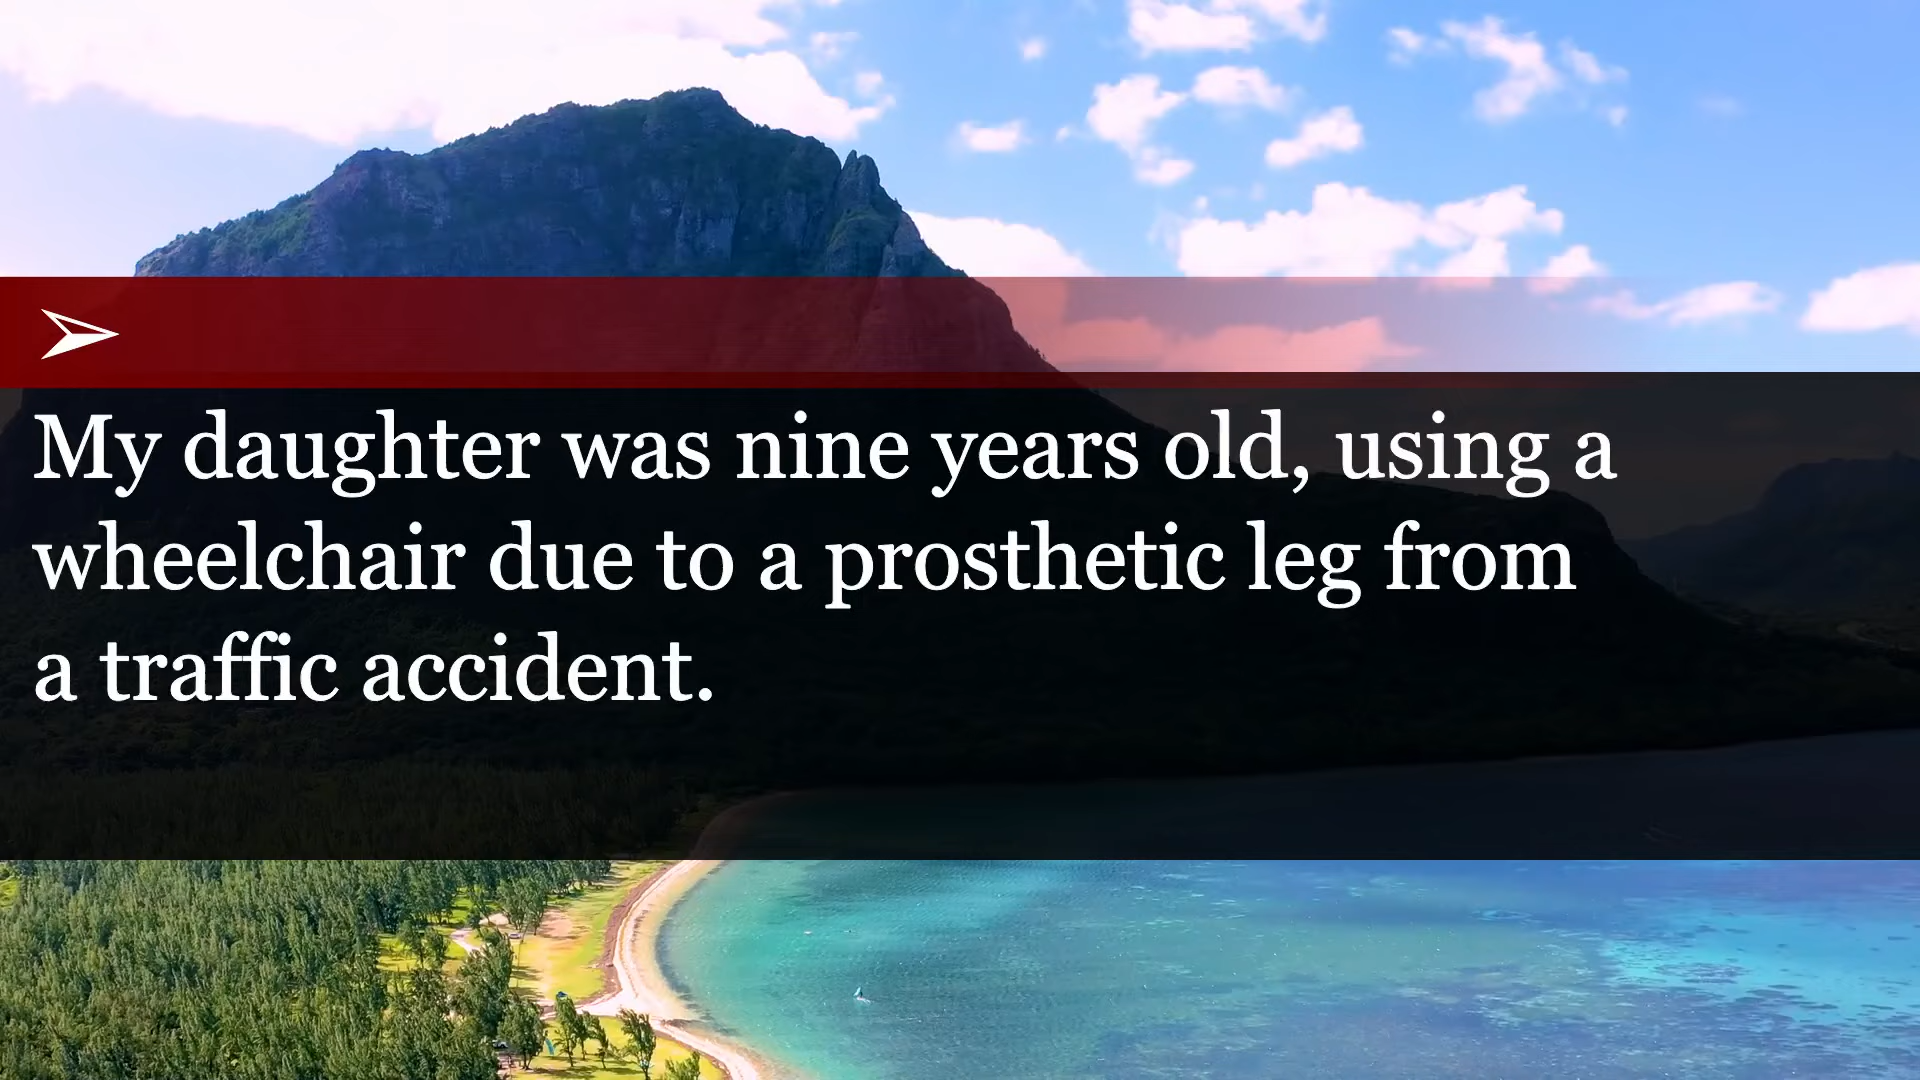 My daughter was nine years old, using a
wheelchair due to a prosthetic leg from
a traffic accident.